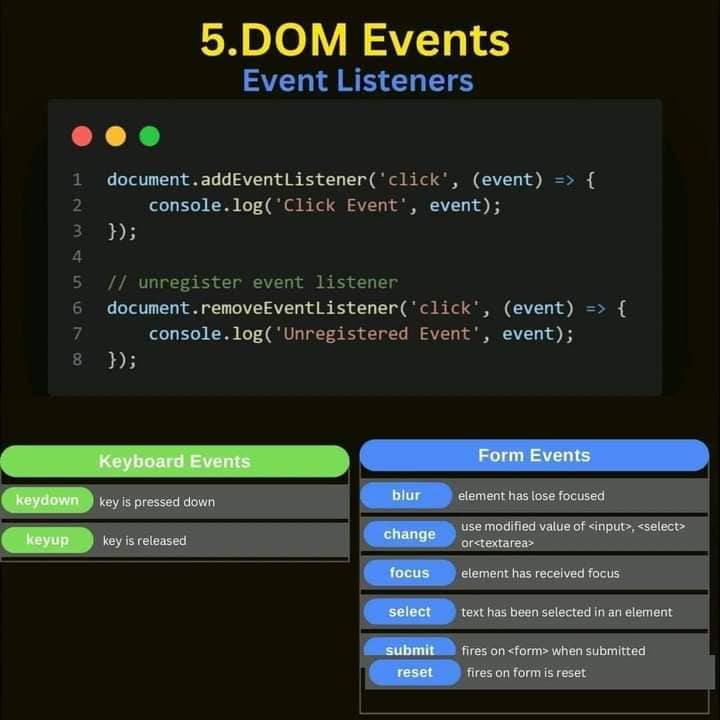 5.DOM Events
Event Listeners
1 document.addEventListener('click', (event) => {
2 console.log('Click Event', event);
3 });
4
5 // unregister event listener
6 document.removeEventListener('click', (event) => {
7 console.log('Unregistered Event', event);
8 });
Keyboard Events
keydown key is pressed down
keyup key is released
Form Events
blur element has lose focused
change use modified value of <input>, <select>
or<textarea>
focus element has received focus
select text has been selected in an element
submit fires on <form> when submitted
reset fires on form is reset